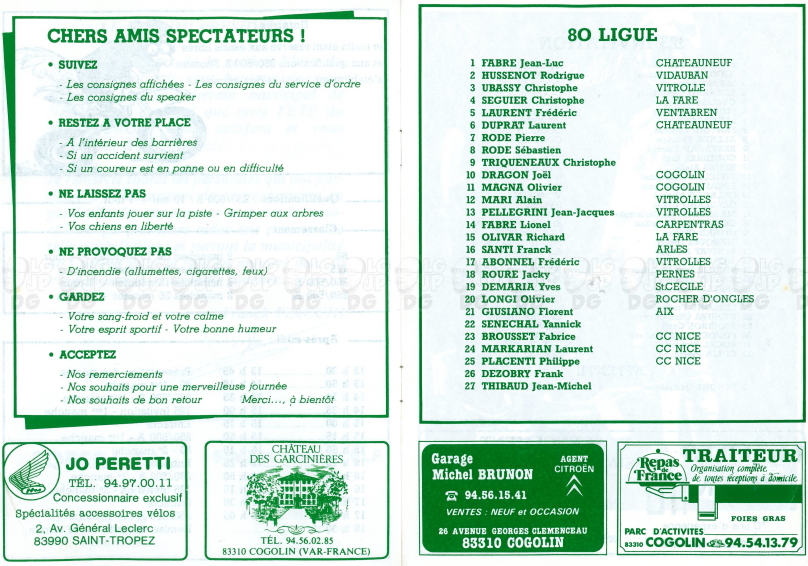 CHERS AMIS SPECTATEURS !
• SUIVEZ
- Les consignes affichées - Les consignes du service d'ordre
- Les consignes du speaker
• RESTEZ A VOTRE PLACE
- A l'intérieur des barrières
- Si un accident survient
- Si un coureur est en panne ou en difficulté
• NE LAISSEZ PAS
- Vos enfants jouer sur la piste - Grimper aux arbres
- Vos chiens en liberté
• NE PROVOQUEZ PAS
- D'incendie (allumettes, cigarettes, feux)
• GARDEZ
- Votre sang-froid et votre calme
- Votre esprit sportif - Votre bonne humeur
• ACCEPTEZ
- Nos remerciements
- Nos souhaits pour une merveilleuse journée
- Nos souhaits de bon retour Merci..., à bientôt
JO PERETTI
TÉL. 94.97.00.11
Concessionnaire exclusif
Spécialités accessoires vélos
2, Av. Général Leclerc
83990 SAINT-TROPEZ
CHÂTEAU
DES GARCINIÈRES
TÉL. 94.56.02.85
83310 COGOLIN (VAR-FRANCE)
80 LIGUE
1 FABRE Jean-Luc CHATEAUNEUF
2 HUSSENOT Rodrigue VIDAUBAN
3 UBASSY Christophe VITROLLE
4 SEGUIER Christophe LA FARE
5 LAURENT Frédéric VENTABREN
6 DUPRAT Laurent CHATEAUNEUF
7 RODE Pierre
8 RODE Sébastien
9 TRIQUENEAUX Christophe
10 DRAGON Joël COGOLIN
11 MAGNA Olivier COGOLIN
12 MARI Alain VITROLLES
13 PELLEGRINI Jean-Jacques VITROLLES
14 FABRE Lionel CARPENTRAS
15 OLIVAR Richard LA FARE
16 SANTI Franck ARLES
17 ABONNEL Frédéric VITROLLES
18 ROURE Jacky PERNES
19 DEMARIA Yves St.CECILE
20 LONGI Olivier ROCHER D'ONGLES
21 GIUSIANO Florent AIX
22 SENECHAL Yannick
23 BROUSSET Fabrice CC NICE
24 MARKARIAN Laurent CC NICE
25 PLACENTI Philippe CC NICE
26 DEZOBRY Frank
27 THIBAUD Jean-Michel
Garage
Michel BRUNON
AGENT
CITROËN
☎ 94.56.15.41
VENTES : NEUF et OCCASION
26 AVENUE GEORGES CLEMENCEAU
83310 COGOLIN
Repas
de
France
TRAITEUR
Organisation complète
de toutes réceptions à domicile
FOIES GRAS
PARC D'ACTIVITES
83310 COGOLIN 94.54.13.79